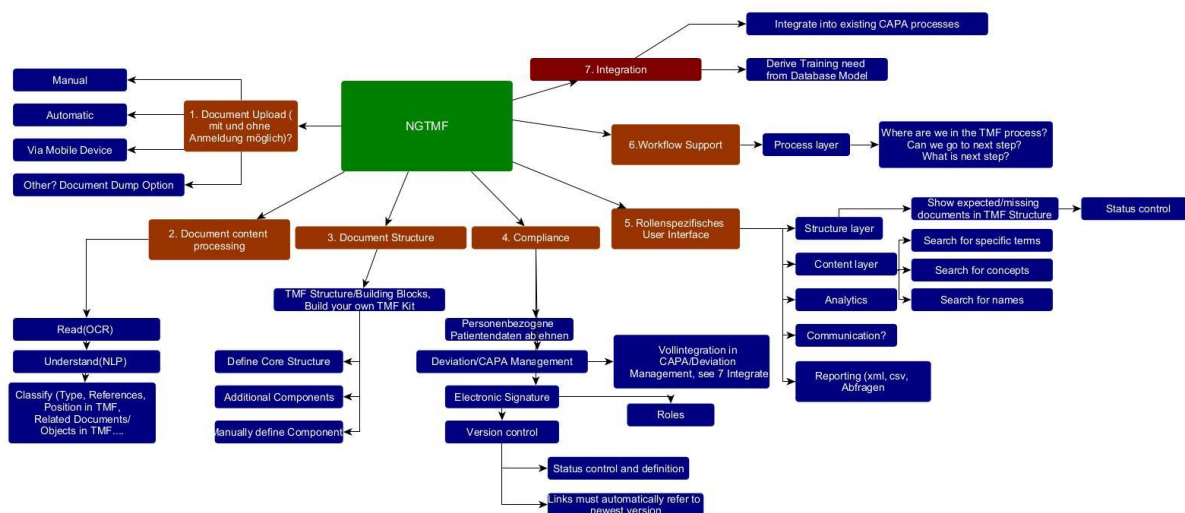 NGTMF
1. Document Upload (
mit und ohne
Anmeldung möglich)?
Manual
Automatic
Via Mobile Device
Other? Document Dump Option
2. Document content
processing
Read(OCR)
Understand(NLP)
Classify (Type, References,
Position in TMF,
Related Documents/
Objects in TMF....
3. Document Structure
TMF Structure/Building Blocks,
Build your own TMF Kit
Define Core Structure
Additional Components
Manually define Component
4. Compliance
Personenbezogene
Patientendaten ablehnen
Deviation/CAPA Management
Vollintegration in
CAPA/Deviation
Management, see 7 Integrate
Electronic Signature
Roles
Version control
Status control and definition
Links must automatically refer to
newest version
5. Rollenspezifisches
User Interface
Structure layer
Show expected/missing
documents in TMF Structure
Status control
Content layer
Search for specific terms
Search for concepts
Search for names
Analytics
Communication?
Reporting (xml, csv,
Abfragen
6.Workflow Support
Process layer
Where are we in the TMF process?
Can we go to next step?
What is next step?
7. Integration
Integrate into existing CAPA processes
Derive Training need
from Database Model